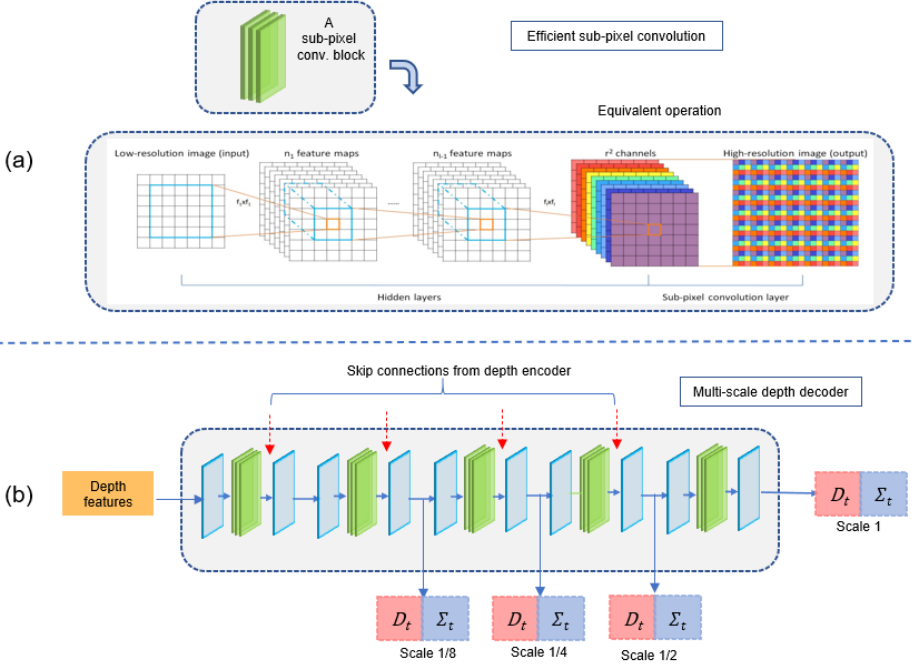 A
sub-pixel
conv. block
Efficient sub-pixel convolution
Equivalent operation
(a)
Low-resolution image (input)
n₁ feature maps
nₗ₋₁ feature maps
r² channels
High-resolution image (output)
f₁xf₁
......
fₗxfₗ
Hidden layers
Sub-pixel convolution layer
Skip connections from depth encoder
Multi-scale depth decoder
(b)
Depth
features
Dₜ Σₜ
Scale 1
Dₜ Σₜ
Scale 1/8
Dₜ Σₜ
Scale 1/4
Dₜ Σₜ
Scale 1/2